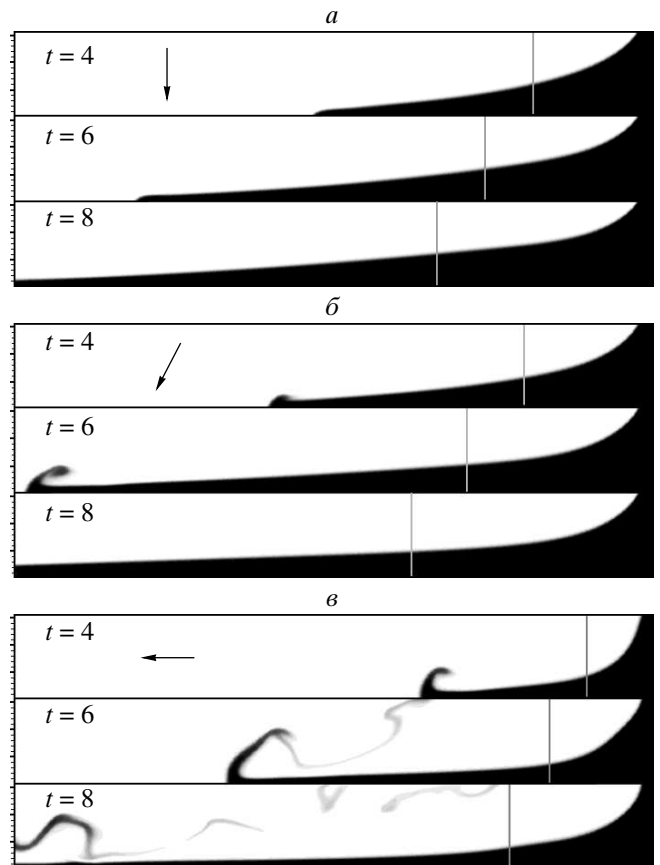 а
t = 4
t = 6
t = 8
б
t = 4
t = 6
t = 8
в
t = 4
t = 6
t = 8